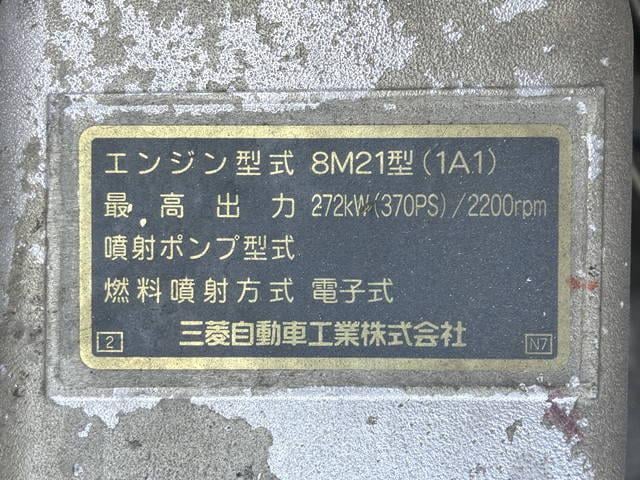 エンジン型式 8M21型(1A1)
最高出力 272kW(370PS)/2200rpm
噴射ポンプ型式
燃料噴射方式 電子式
2 三菱自動車工業株式会社 N7